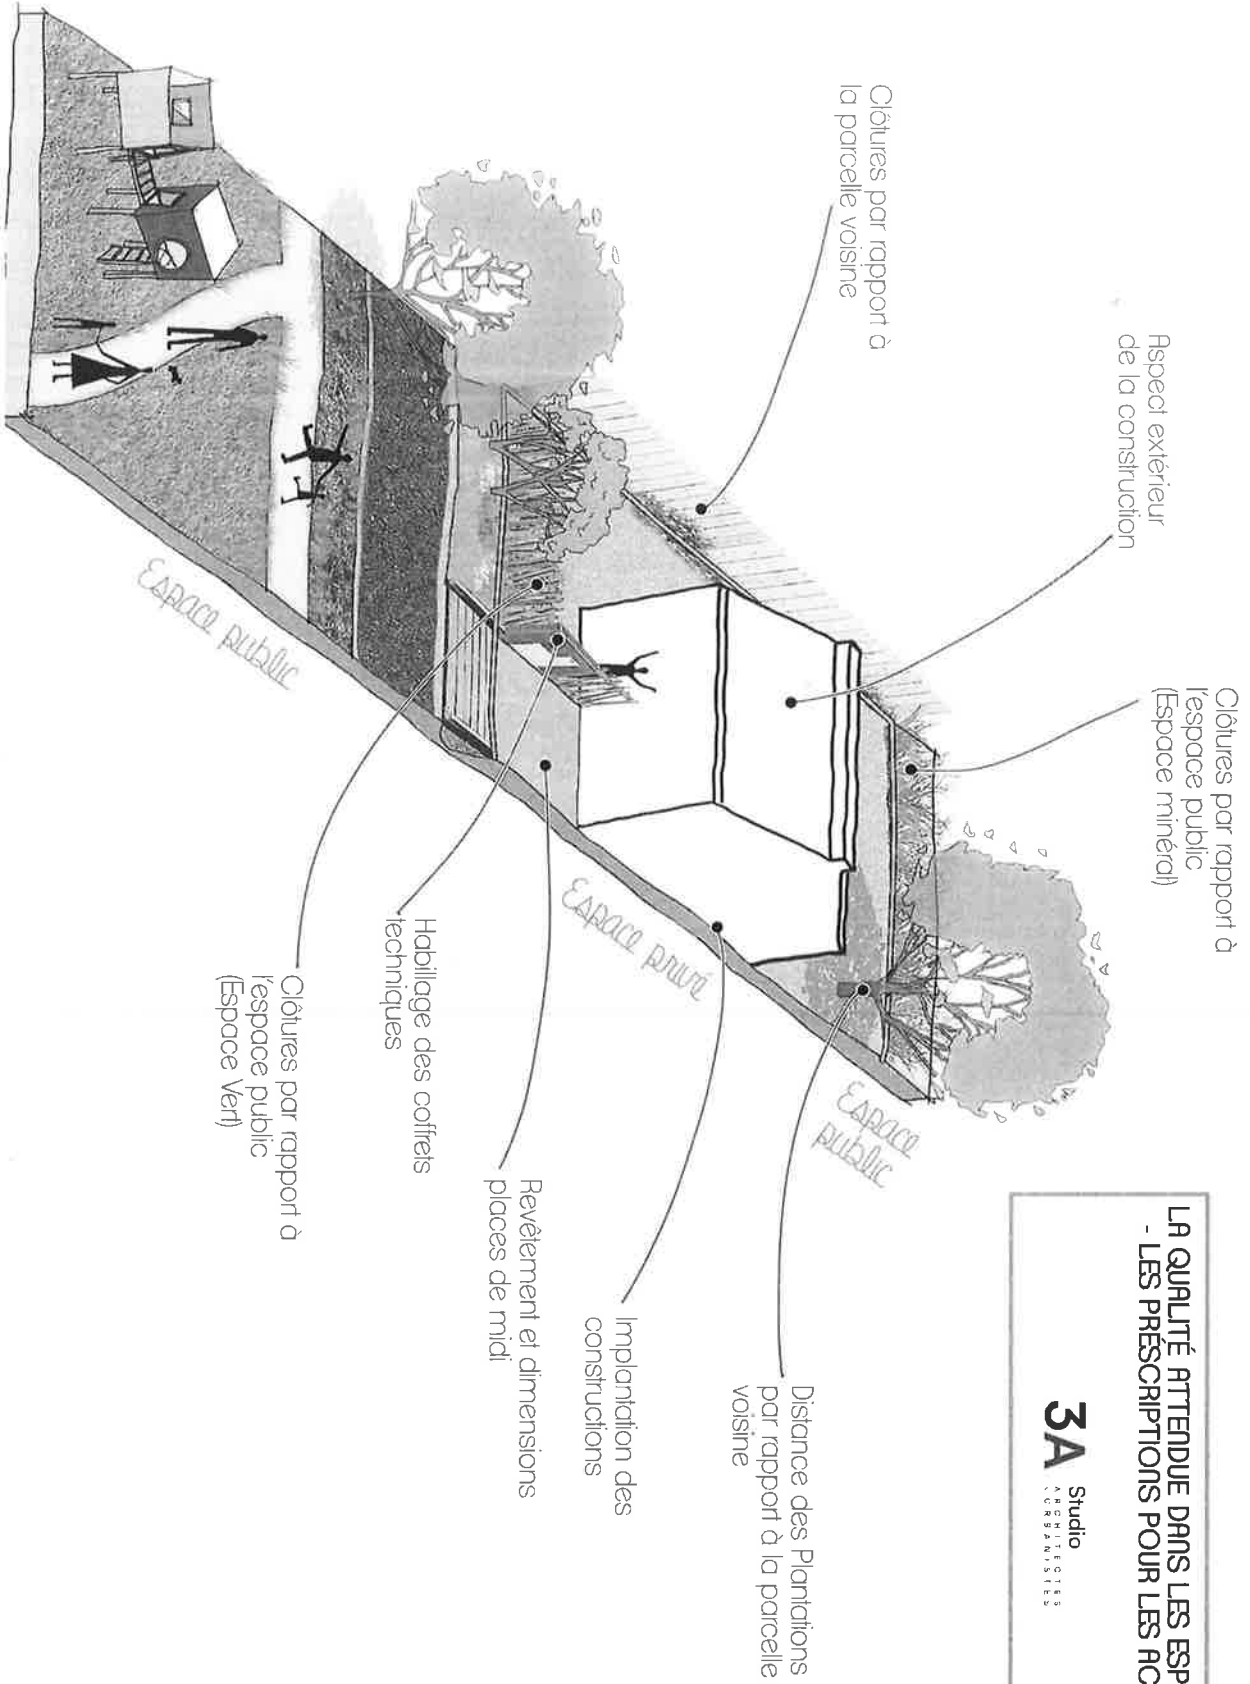 LA QUALITÉ ATTENDUE DANS LES ESP
- LES PRÉSCRIPTIONS POUR LES AC
3A Studio
ARCHITECTES
URBANISTES
Clôtures par rapport à
l'espace public
(Espace minéral)
Aspect extérieur
de la construction
Clôtures par rapport à
la parcelle voisine
Distance des Plantations
par rapport à la parcelle
voisine
Implantation des
constructions
Revêtement et dimensions
places de midi
Habillage des coffrets
techniques
Clôtures par rapport à
l'espace public
(Espace Vert)
Espace
public
Espace privé
Espace public